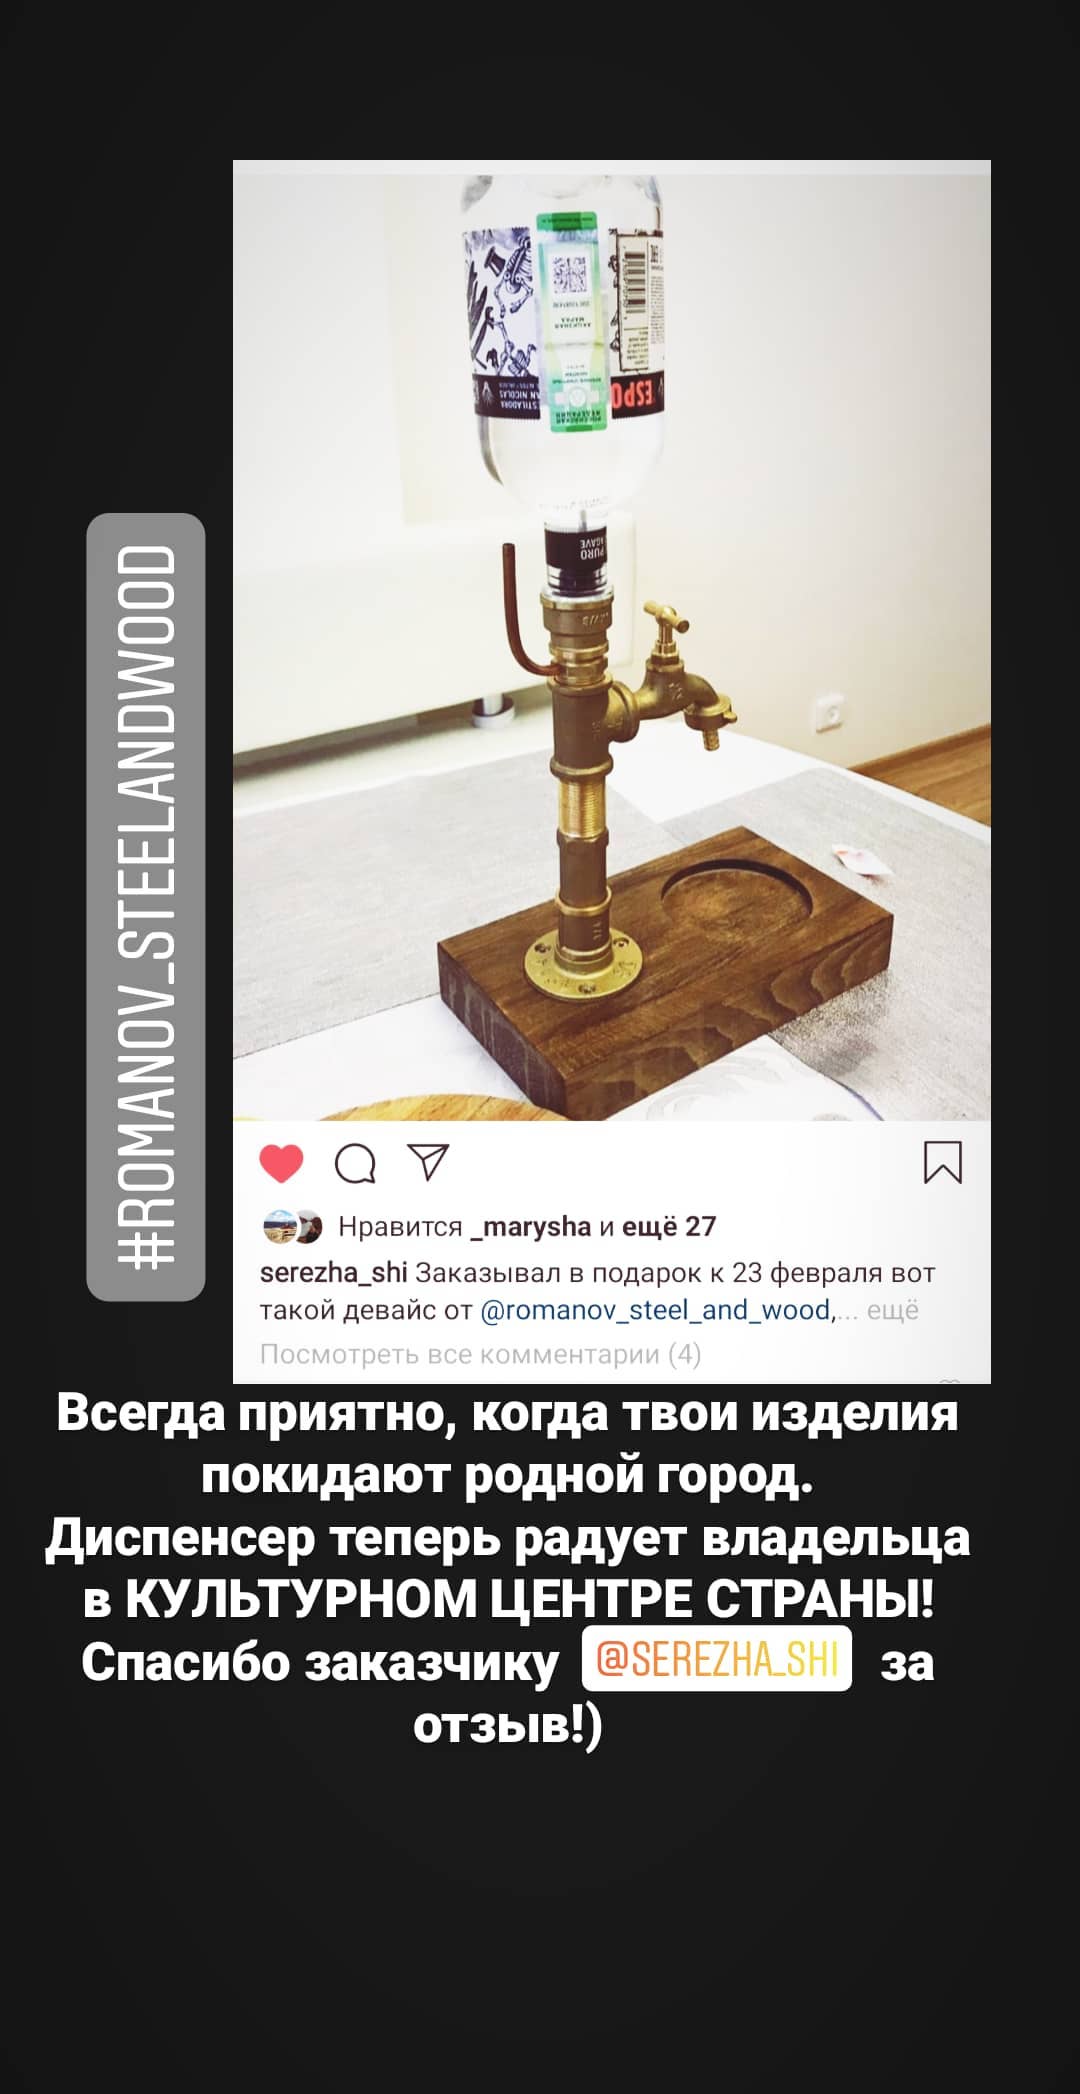 ESPO
PURO
AGAVE
#ROMANOV_STEELANDWOOD
Нравится _marysha и ещё 27
serezha_shi Заказывал в подарок к 23 февраля вот
такой девайс от @romanov_steel_and_wood,... ещё
Посмотреть все комментарии (4)
Всегда приятно, когда твои изделия
покидают родной город.
Диспенсер теперь радует владельца
в КУЛЬТУРНОМ ЦЕНТРЕ СТРАНЫ!
Спасибо заказчику @SEREZHA_SHI за
отзыв!)